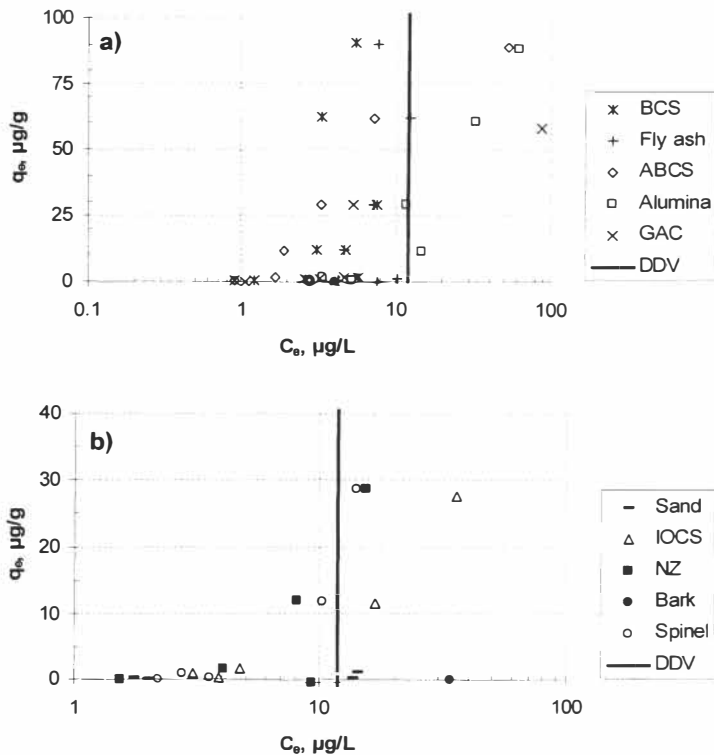 a)
100
75
50
25
0
qₑ, µg/g
0.1 1 10 100
Cₑ, µg/L
BCS
Fly ash
ABCS
Alumina
GAC
DDV
b)
40
30
20
10
0
qₑ, µg/g
1 10 100
Cₑ, µg/L
Sand
IOCS
NZ
Bark
Spinel
DDV